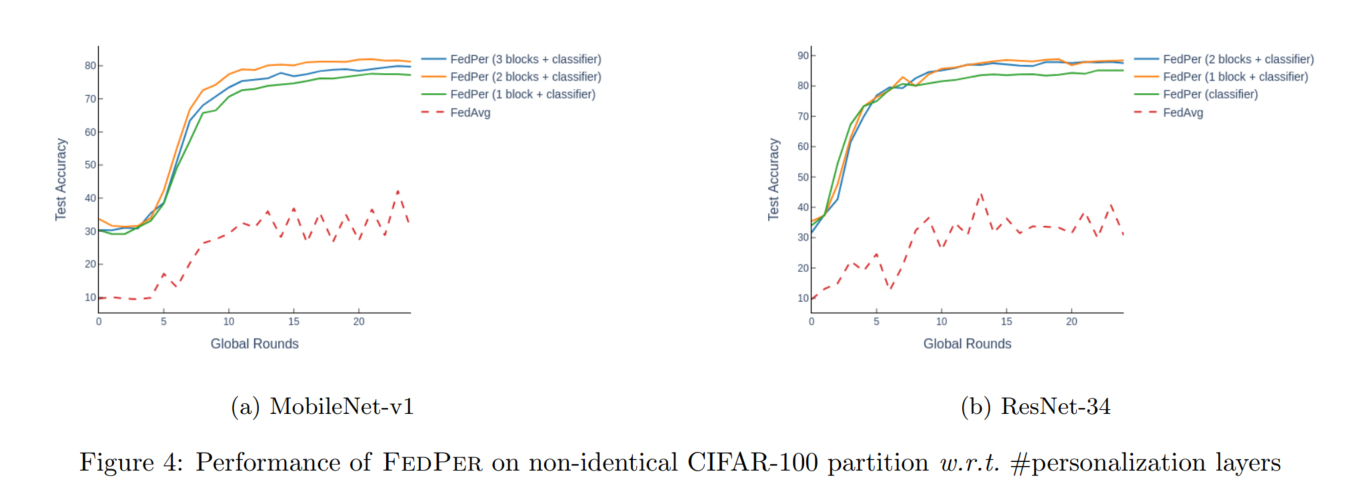 80
70
60
50
40
30
20
10
0
5
10
15
20
Test Accuracy
Global Rounds
FedPer (3 blocks + classifier)
FedPer (2 blocks + classifier)
FedPer (1 block + classifier)
FedAvg
(a) MobileNet-v1
90
80
70
60
50
40
30
20
10
0
5
10
15
20
Test Accuracy
Global Rounds
FedPer (2 blocks + classifier)
FedPer (1 block + classifier)
FedPer (classifier)
FedAvg
(b) ResNet-34
Figure 4: Performance of FEDPER on non-identical CIFAR-100 partition w.r.t. #personalization layers